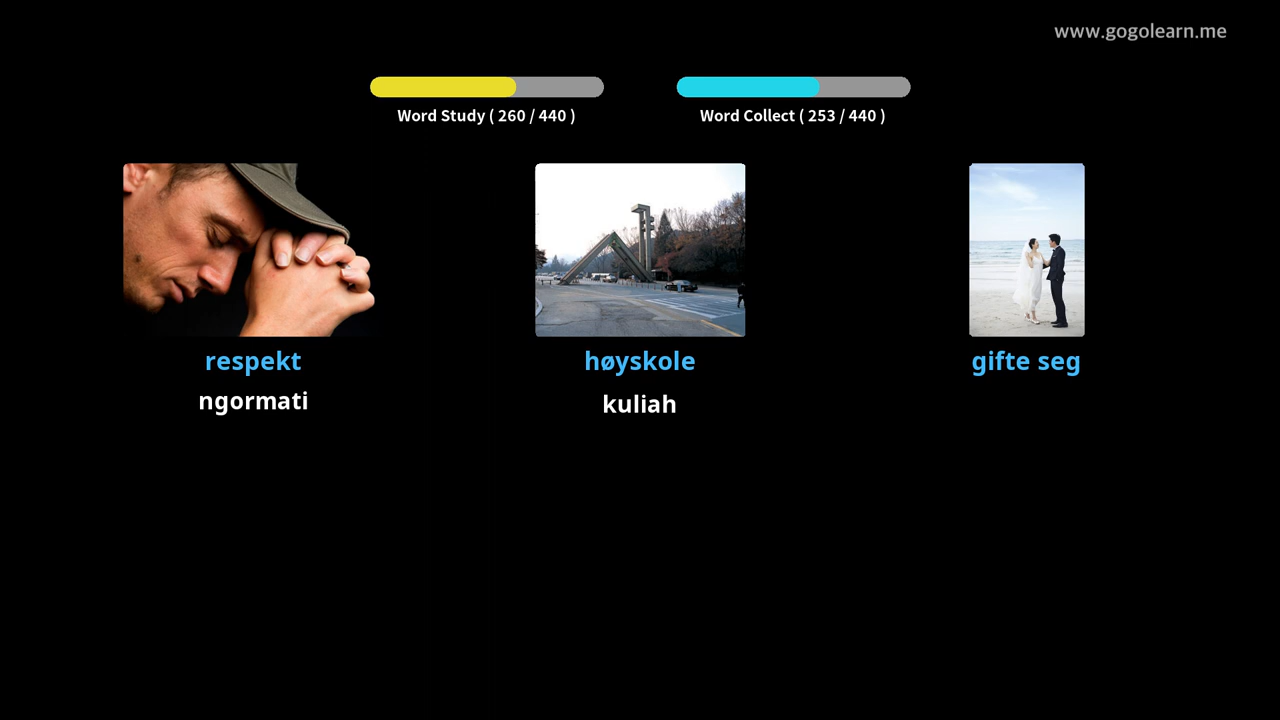 www.gogolearn.me
Word Study ( 260 / 440 )
Word Collect ( 253 / 440 )
respekt
ngormati
høyskole
kuliah
gifte seg